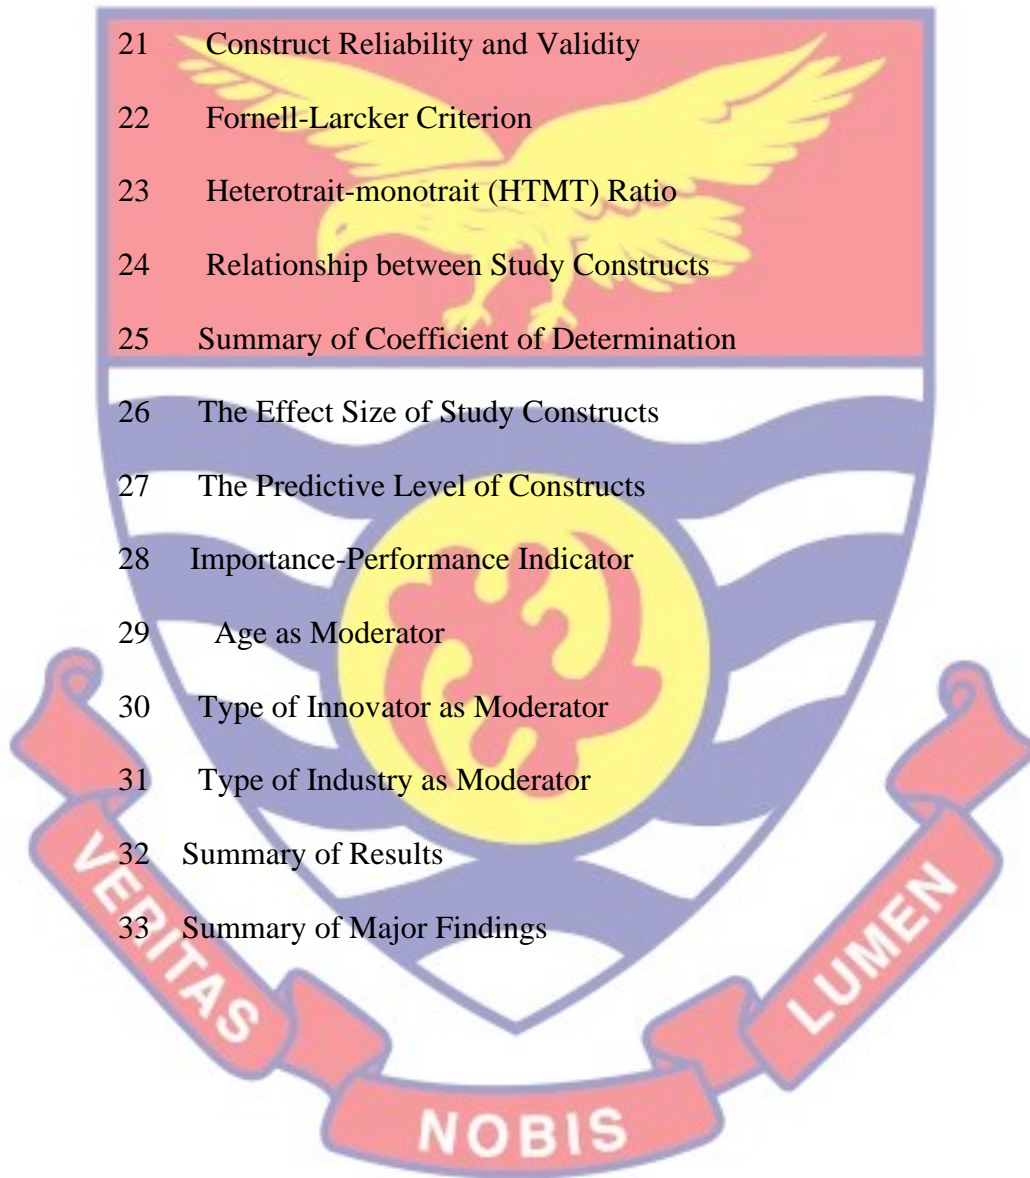 21 Construct Reliability and Validity
22 Fornell-Larcker Criterion
23 Heterotrait-monotrait (HTMT) Ratio
24 Relationship between Study Constructs
25 Summary of Coefficient of Determination
26 The Effect Size of Study Constructs
27 The Predictive Level of Constructs
28 Importance-Performance Indicator
29 Age as Moderator
30 Type of Innovator as Moderator
31 Type of Industry as Moderator
32 Summary of Results
33 Summary of Major Findings
VERITAS
NOBIS
LUMEN